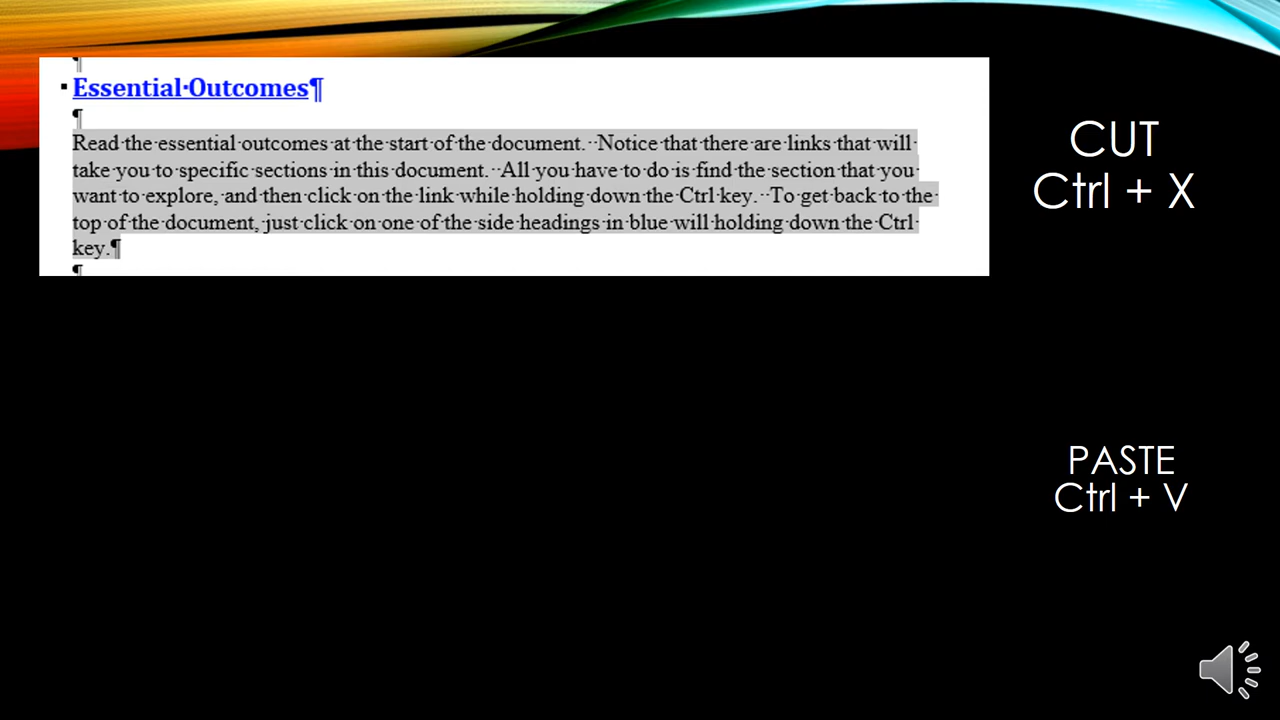 Essential Outcomes¶
¶
Read the essential outcomes at the start of the document.  Notice that there are links that will
take you to specific sections in this document.  All you have to do is find the section that you
want to explore, and then click on the link while holding down the Ctrl key.  To get back to the
top of the document, just click on one of the side headings in blue will holding down the Ctrl
key.¶
¶
CUT
Ctrl + X
PASTE
Ctrl + V